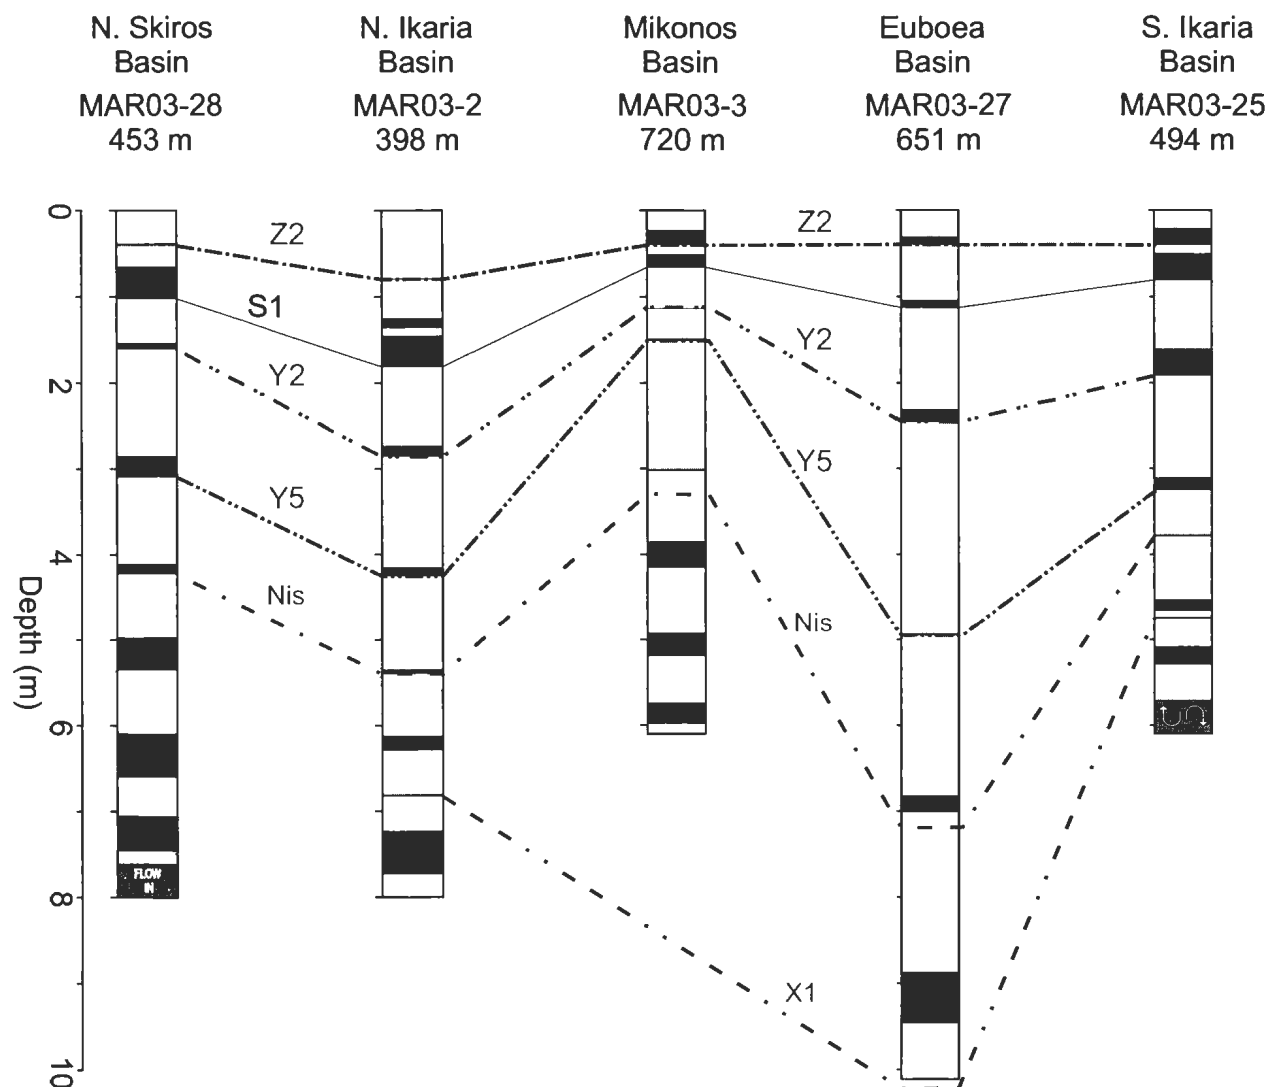 N. Skiros
Basin
MAR03-28
453 m
N. Ikaria
Basin
MAR03-2
398 m
Mikonos
Basin
MAR03-3
720 m
Euboea
Basin
MAR03-27
651 m
S. Ikaria
Basin
MAR03-25
494 m
0
2
4
6
8
10
Depth (m)
Z2
Z2
S1
Y2
Y2
Y5
Y5
Nis
Nis
X1
FLOW
IN